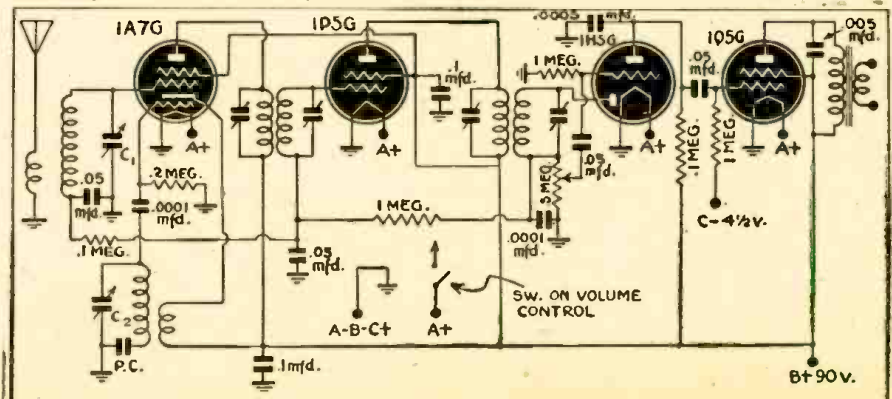 1A7G
1P5G
.0005 mfd.
1H5G
1Q5G
.005
mfd.
1 MEG.
.1
mfd.
.05
mfd.
A+
A+
A+
A+
C1
.2 MEG.
.05
mfd.
.0001
mfd.
.05
mfd.
.5 MEG.
.1 MEG.
1 MEG.
C-4½V.
1 MEG.
.1 MEG.
.0001
mfd.
.05
mfd.
C2
P.C.
.1mfd.
A-B-C+
A+
SW. ON VOLUME
CONTROL
B+90V.